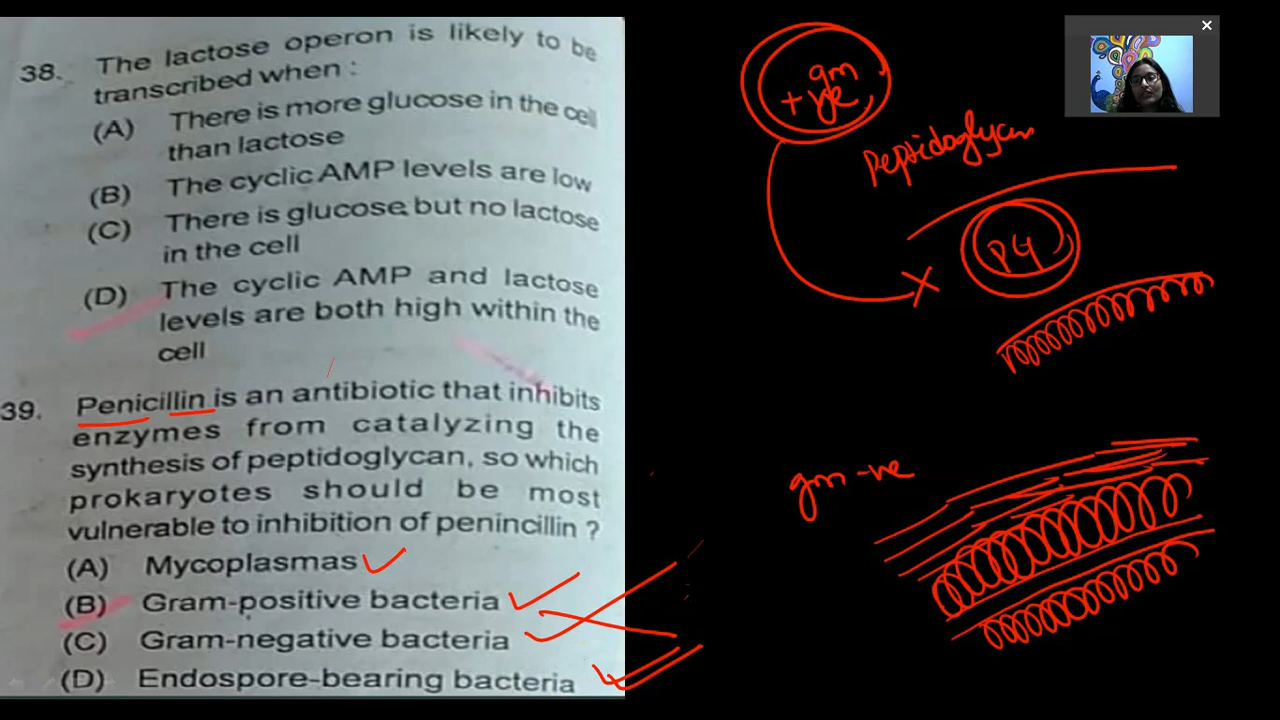 38. The lactose operon is likely to be
transcribed when :
(A) There is more glucose in the cell
than lactose
(B) The cyclic AMP levels are low
(C) There is glucose but no lactose
in the cell
(D) The cyclic AMP and lactose
levels are both high within the
cell
39. Penicillin is an antibiotic that inhibits
enzymes from catalyzing the
synthesis of peptidoglycan, so which
prokaryotes should be most
vulnerable to inhibition of penincillin ?
(A) Mycoplasmas
(B) Gram-positive bacteria
(C) Gram-negative bacteria
(D) Endospore-bearing bacteria
gm
+ve
Peptidoglycan
PG
gm -ve